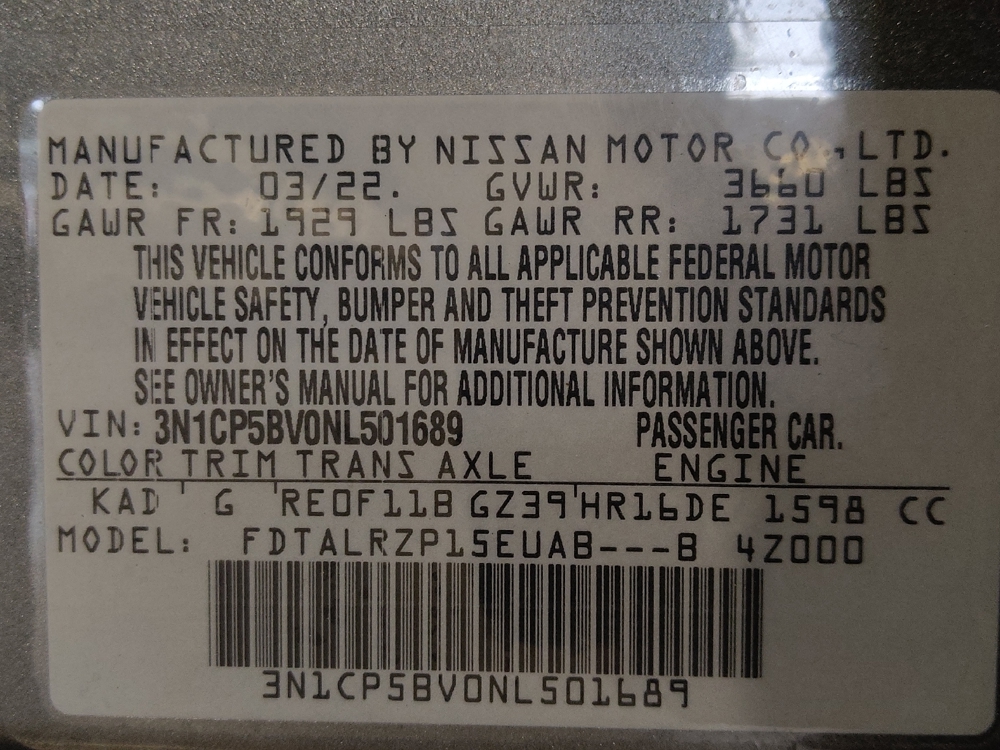 MANUFACTURED BY NISSAN MOTOR CO.,LTD.
DATE: 03/22. GVWR: 3660 LBS
GAWR FR: 1929 LBS GAWR RR: 1731 LBS
THIS VEHICLE CONFORMS TO ALL APPLICABLE FEDERAL MOTOR
VEHICLE SAFETY, BUMPER AND THEFT PREVENTION STANDARDS
IN EFFECT ON THE DATE OF MANUFACTURE SHOWN ABOVE.
SEE OWNER'S MANUAL FOR ADDITIONAL INFORMATION.
VIN: 3N1CP5BV0NL501689 PASSENGER CAR.
COLOR TRIM TRANS AXLE ENGINE
KAD G RE0F11B GZ39 HR16DE 1598 CC
MODEL: FDTALRZP15EUAB---B 4Z000
3N1CP5BV0NL501689